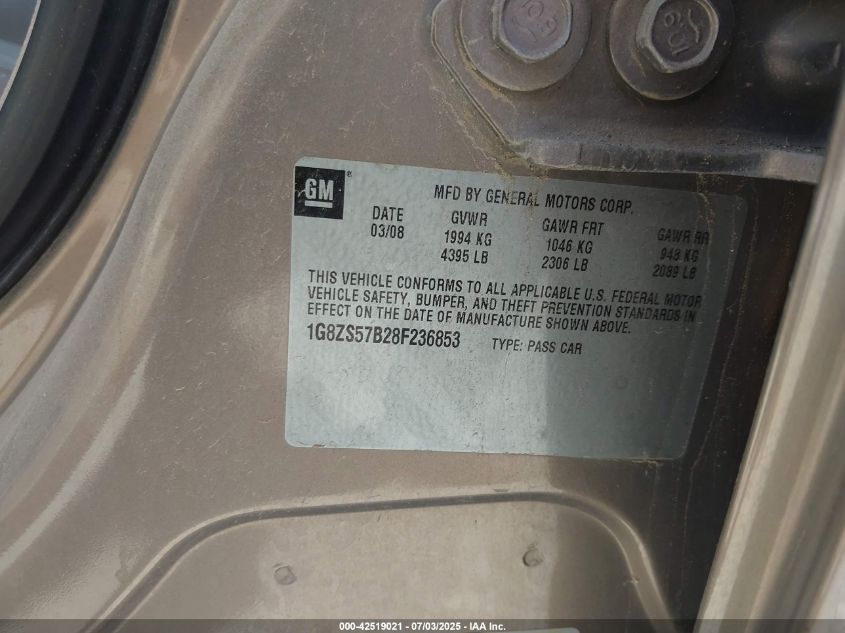 10.9
GM ®
MFD BY GENERAL MOTORS CORP.
DATE GVWR GAWR FRT GAWR RR
03/08 1994 KG 1046 KG 948 KG
4395 LB 2306 LB 2089 LB
THIS VEHICLE CONFORMS TO ALL APPLICABLE U.S. FEDERAL MOTOR
VEHICLE SAFETY, BUMPER, AND THEFT PREVENTION STANDARDS IN
EFFECT ON THE DATE OF MANUFACTURE SHOWN ABOVE.
1G8ZS57B28F236853 TYPE: PASS CAR
000-42519021 - 07/03/2025 - IAA Inc.